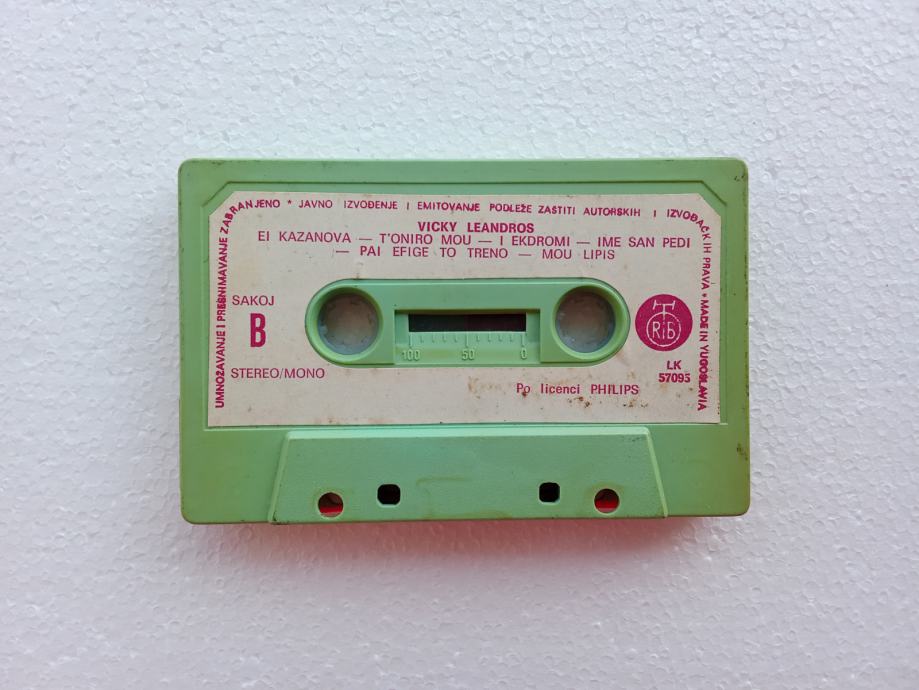 UMNOŽAVANJE I PRESNIMAVANJE ZABRANJENO * JAVNO IZVOĐENJE I EMITOVANJE PODLEŽE ZAŠTITI AUTORSKIH I IZVOĐAČKIH PRAVA * MADE IN YUGOSLAVIA
VICKY LEANDROS
EI KAZANOVA — T'ONIRO MOU — I EKDROMI — IME SAN PEDI
— PAI EFIGE TO TRENO — MOU LIPIS
SAKOJ
B
STEREO/MONO
100 50 0
RTB
LK
57095
Po licenci PHILIPS